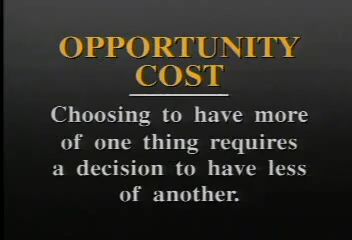 OPPORTUNITY
COST
Choosing to have more
of one thing requires
a decision to have less
of another.